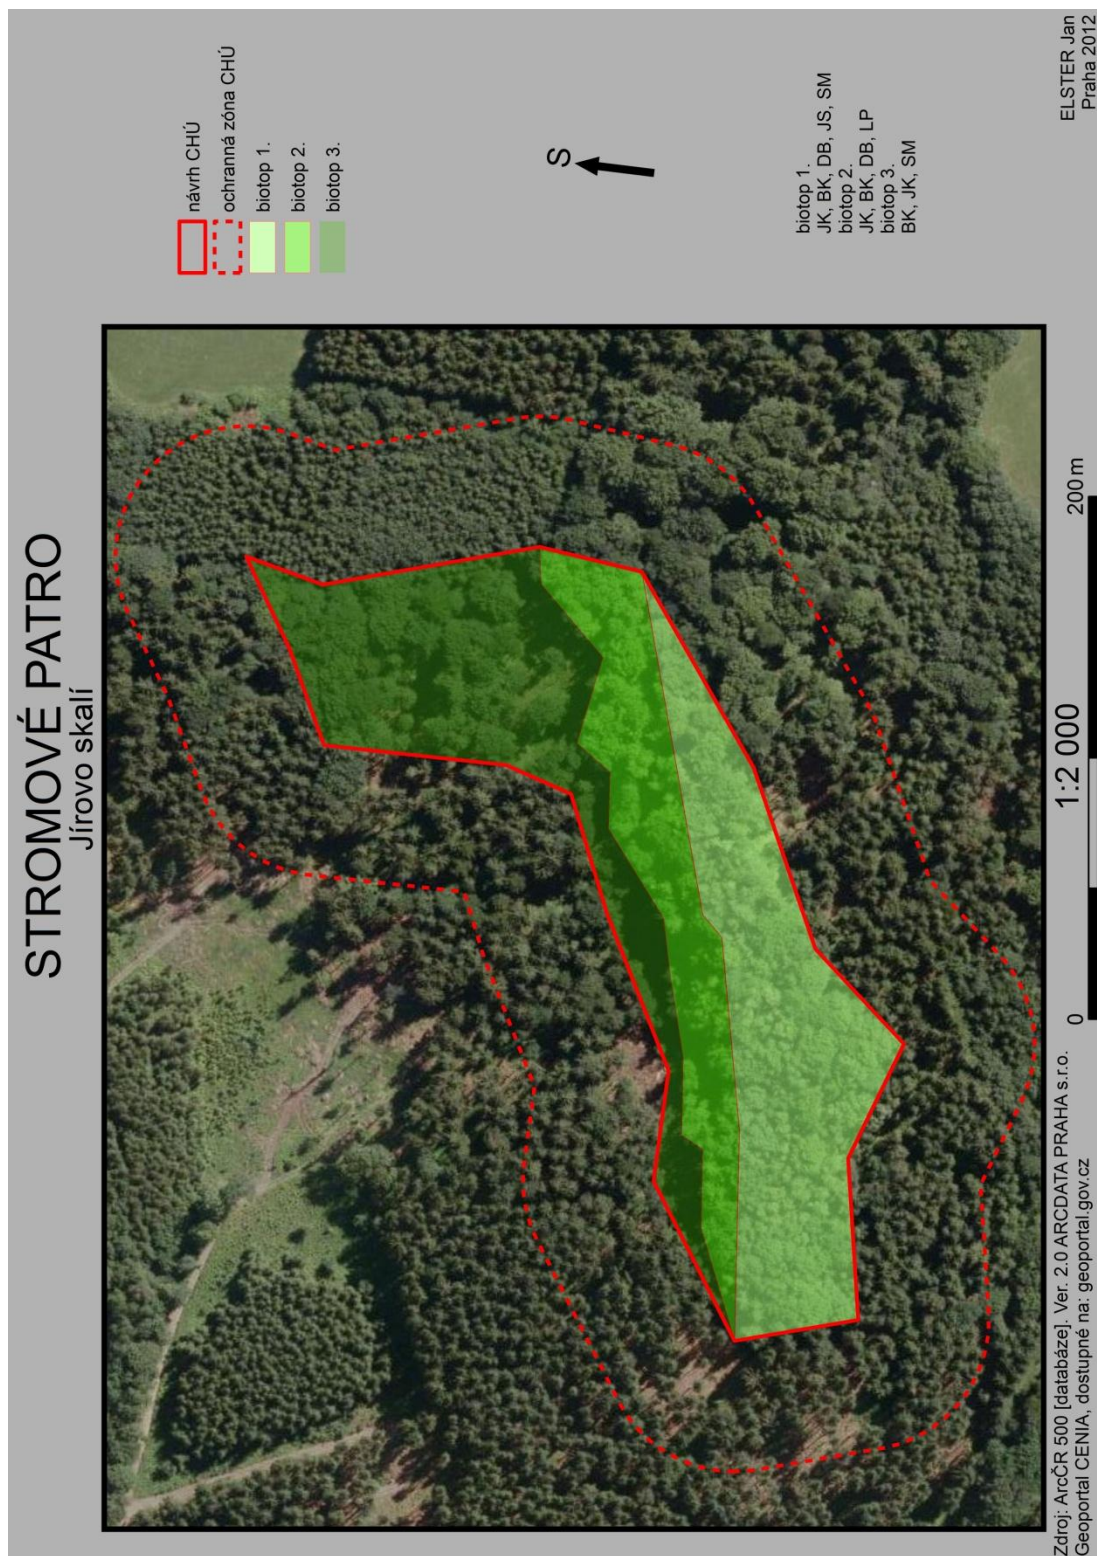 STROMOVÉ PATRO
Jírovo skalí
návrh CHÚ
ochranná zóna CHÚ
biotop 1.
biotop 2.
biotop 3.
S
biotop 1.
JK, BK, DB, JS, SM
biotop 2.
JK, BK, DB, LP
biotop 3.
BK, JK, SM
0
1:2 000
200 m
Zdroj: ArcČR 500 [databáze]. Ver. 2.0 ARCDATA PRAHA s.r.o.
Geoportal CENIA, dostupné na: geoportal.gov.cz
ELSTER Jan
Praha 2012